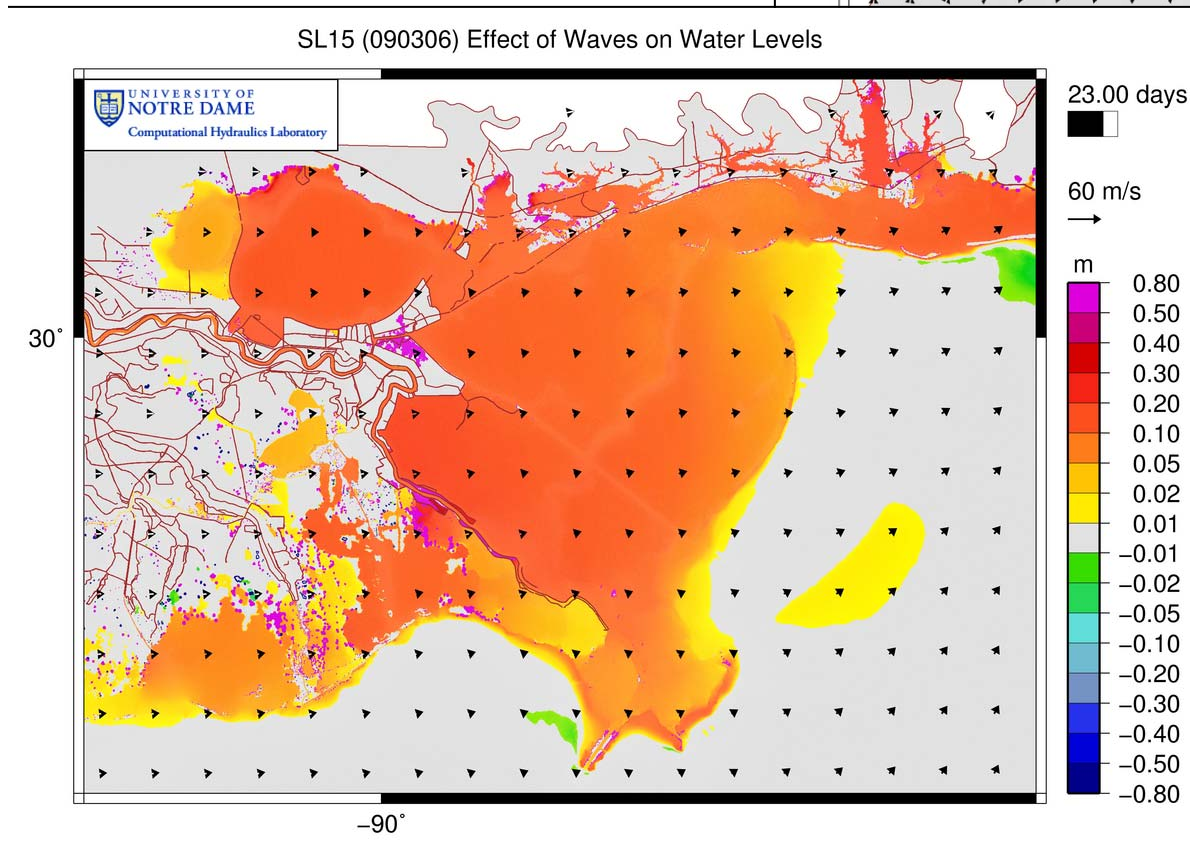 SL15 (090306) Effect of Waves on Water Levels
UNIVERSITY OF
NOTRE DAME
Computational Hydraulics Laboratory
23.00 days
60 m/s
m
0.80
0.50
0.40
0.30
0.20
0.10
0.05
0.02
0.01
−0.01
−0.02
−0.05
−0.10
−0.20
−0.30
−0.40
−0.50
−0.80
30°
−90°